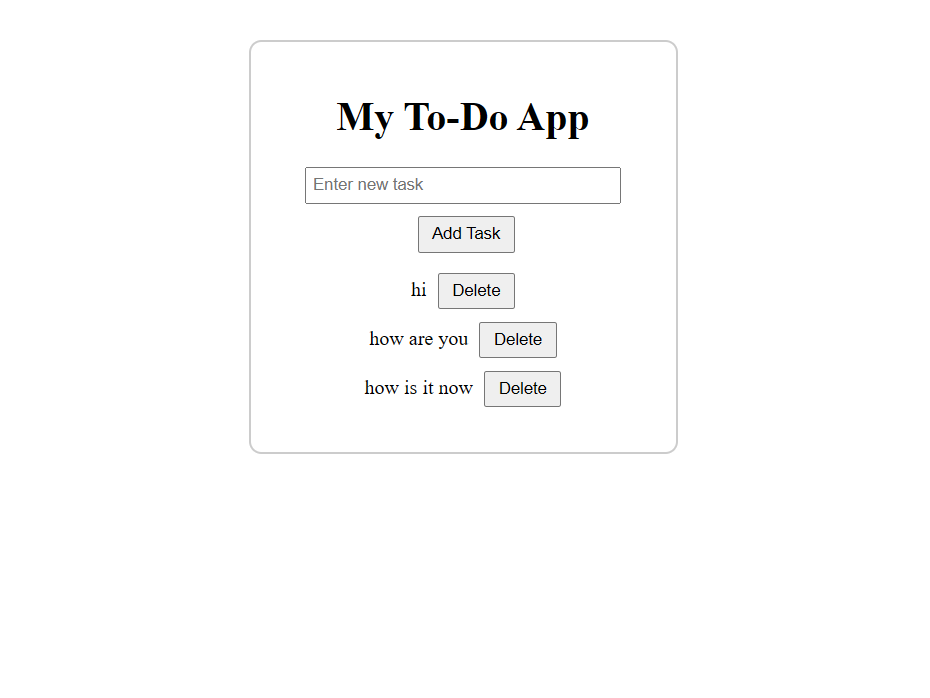 My To-Do App
Enter new task
Add Task
hi Delete
how are you Delete
how is it now Delete